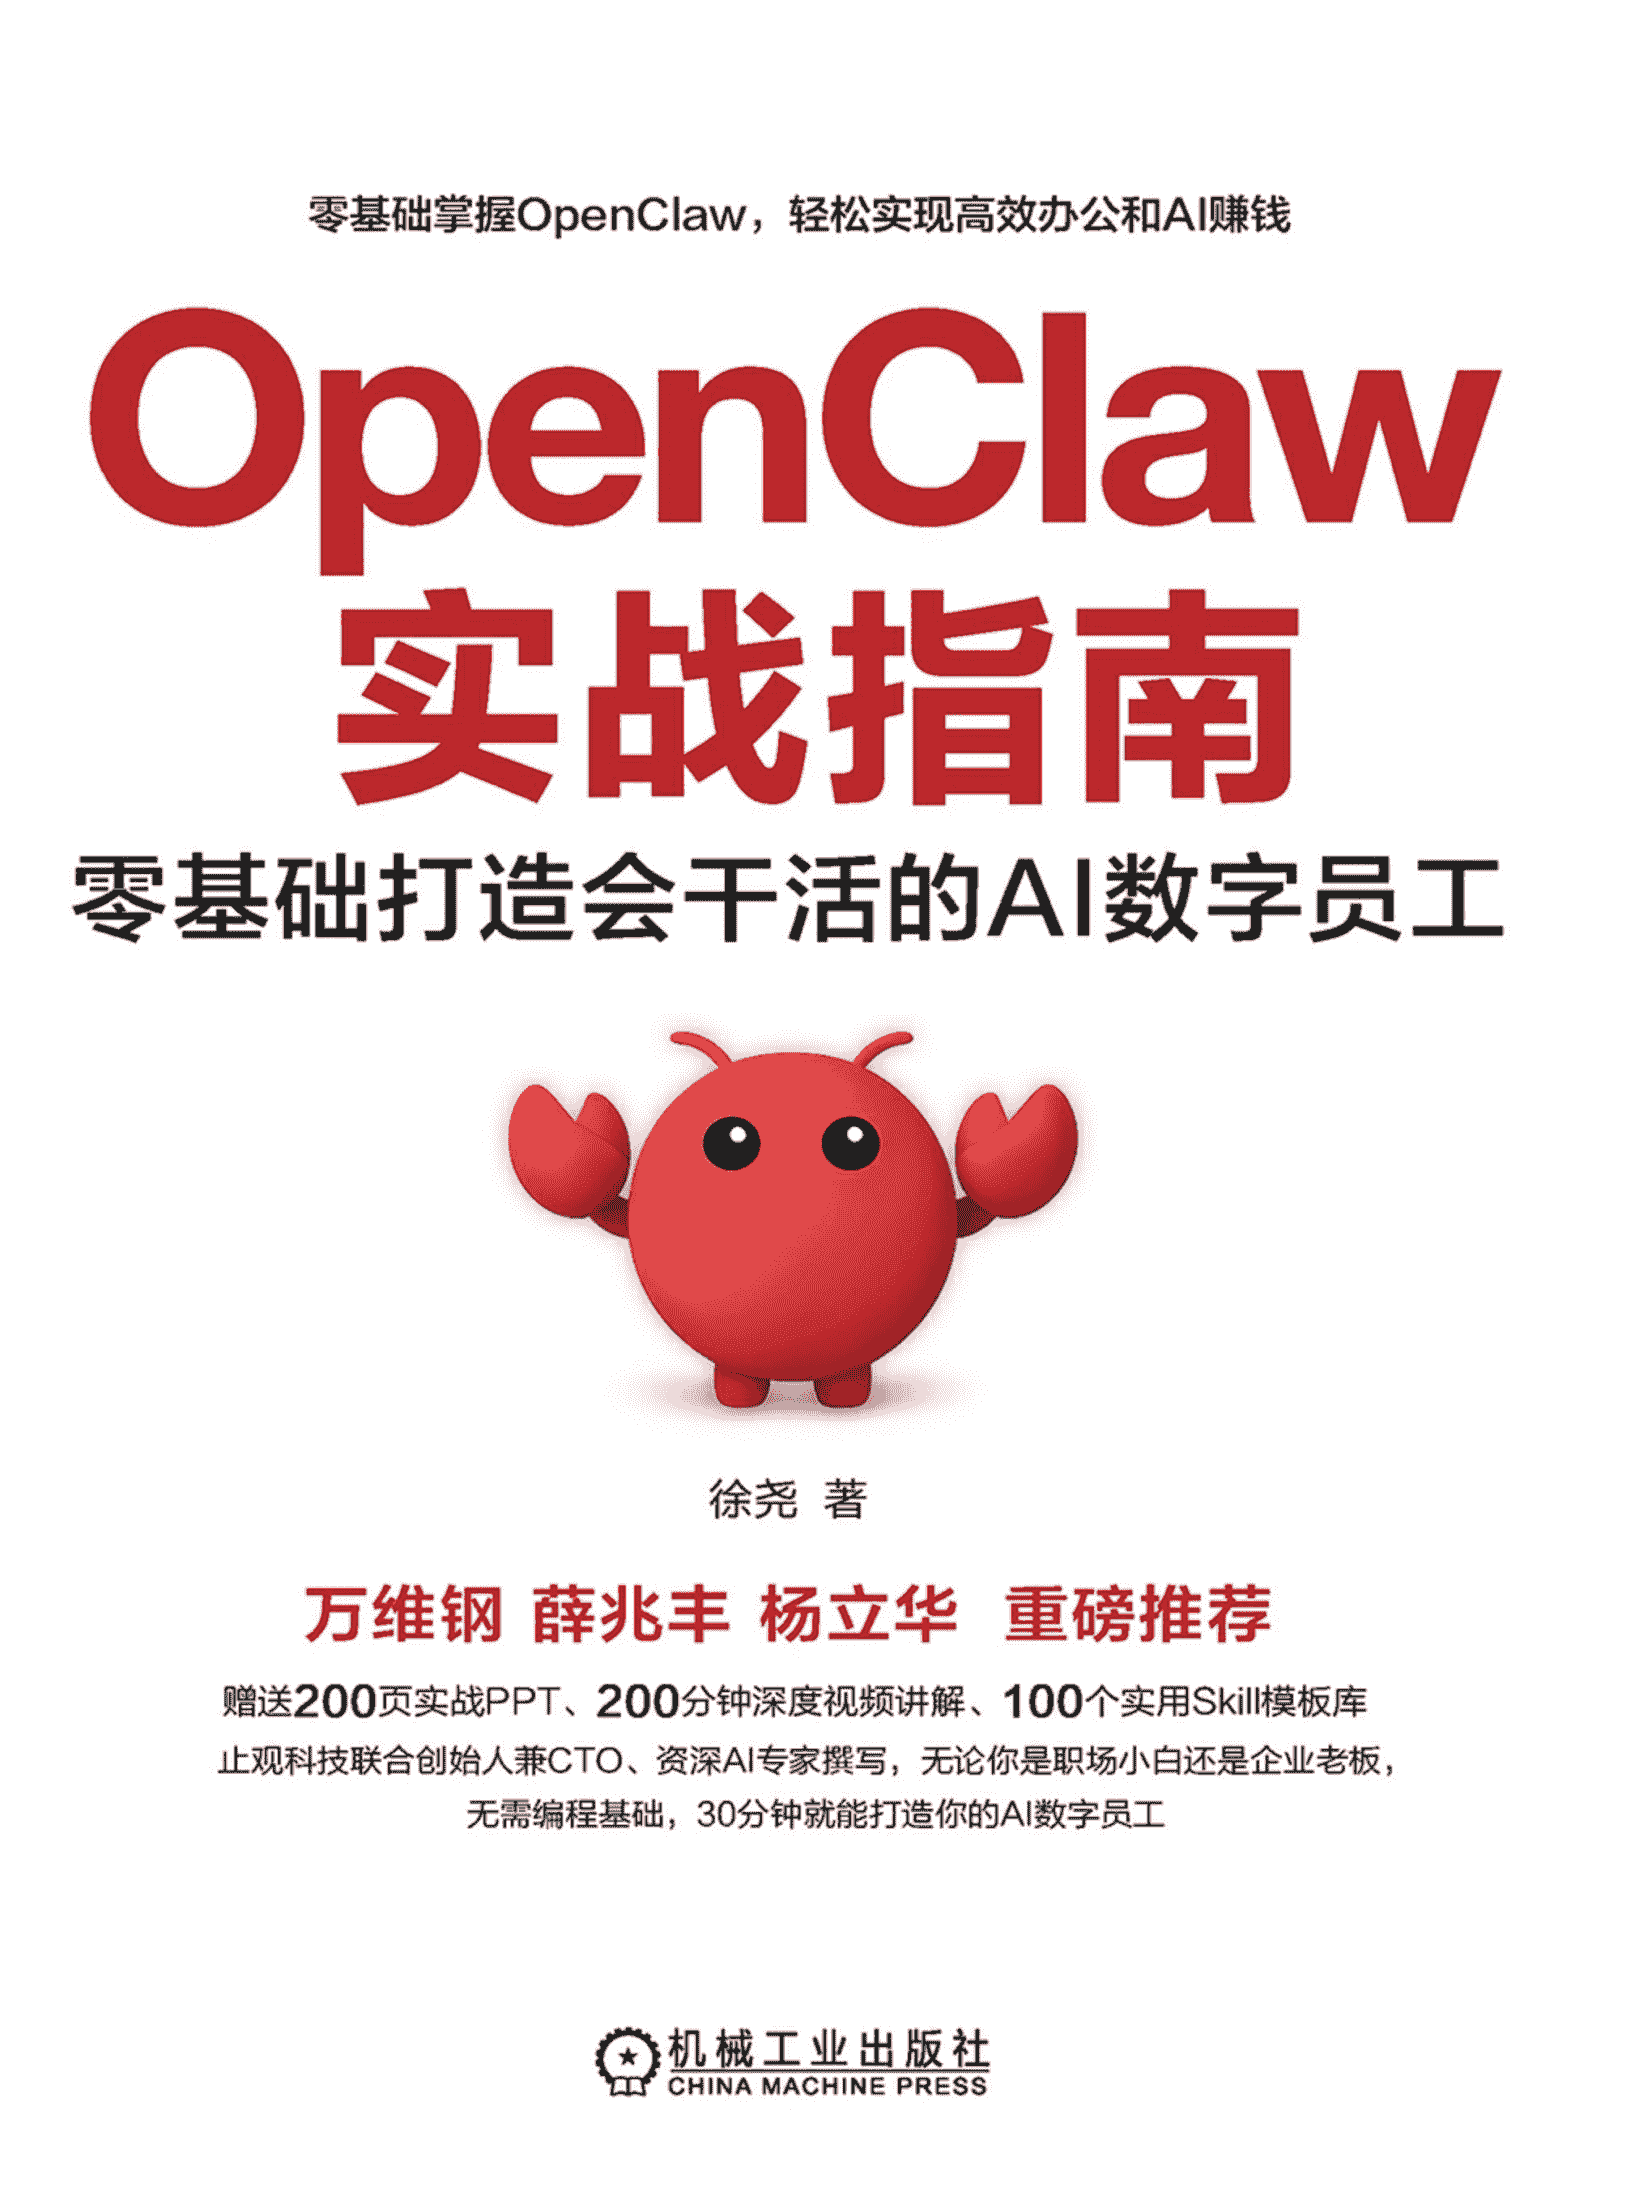 零基础掌握OpenClaw，轻松实现高效办公和AI赚钱
OpenClaw
实战指南
零基础打造会干活的AI数字员工
徐尧 著
万维钢 薛兆丰 杨立华 重磅推荐
赠送200页实战PPT、200分钟深度视频讲解、100个实用Skill模板库
止观科技联合创始人兼CTO、资深AI专家撰写，无论你是职场小白还是企业老板，
无需编程基础，30分钟就能打造你的AI数字员工
机械工业出版社
CHINA MACHINE PRESS